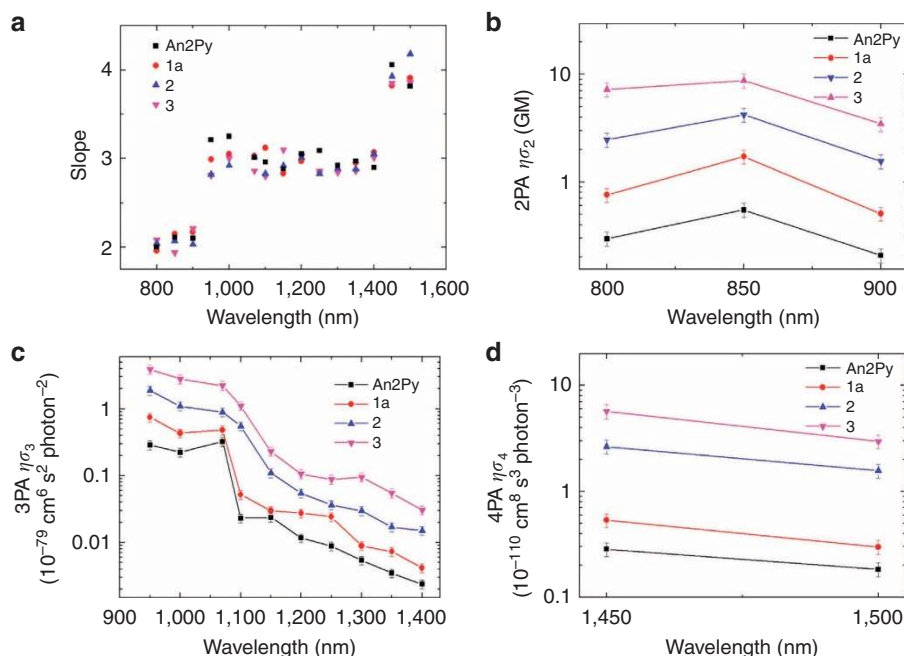 a
An2Py
1a
2
3
4
3
2
Slope
800 1,000 1,200 1,400 1,600
Wavelength (nm)
b
An2Py
1a
2
3
10
1
2PA ησ₂ (GM)
800 850 900
Wavelength (nm)
c
An2Py
1a
2
3
1
0.1
0.01
3PA ησ₃
(10⁻⁷⁹ cm⁶ s² photon⁻²)
900 1,000 1,100 1,200 1,300 1,400
Wavelength (nm)
d
An2Py
1a
2
3
10
1
0.1
4PA ησ₄
(10⁻¹¹⁰ cm⁸ s³ photon⁻³)
1,450 1,500
Wavelength (nm)